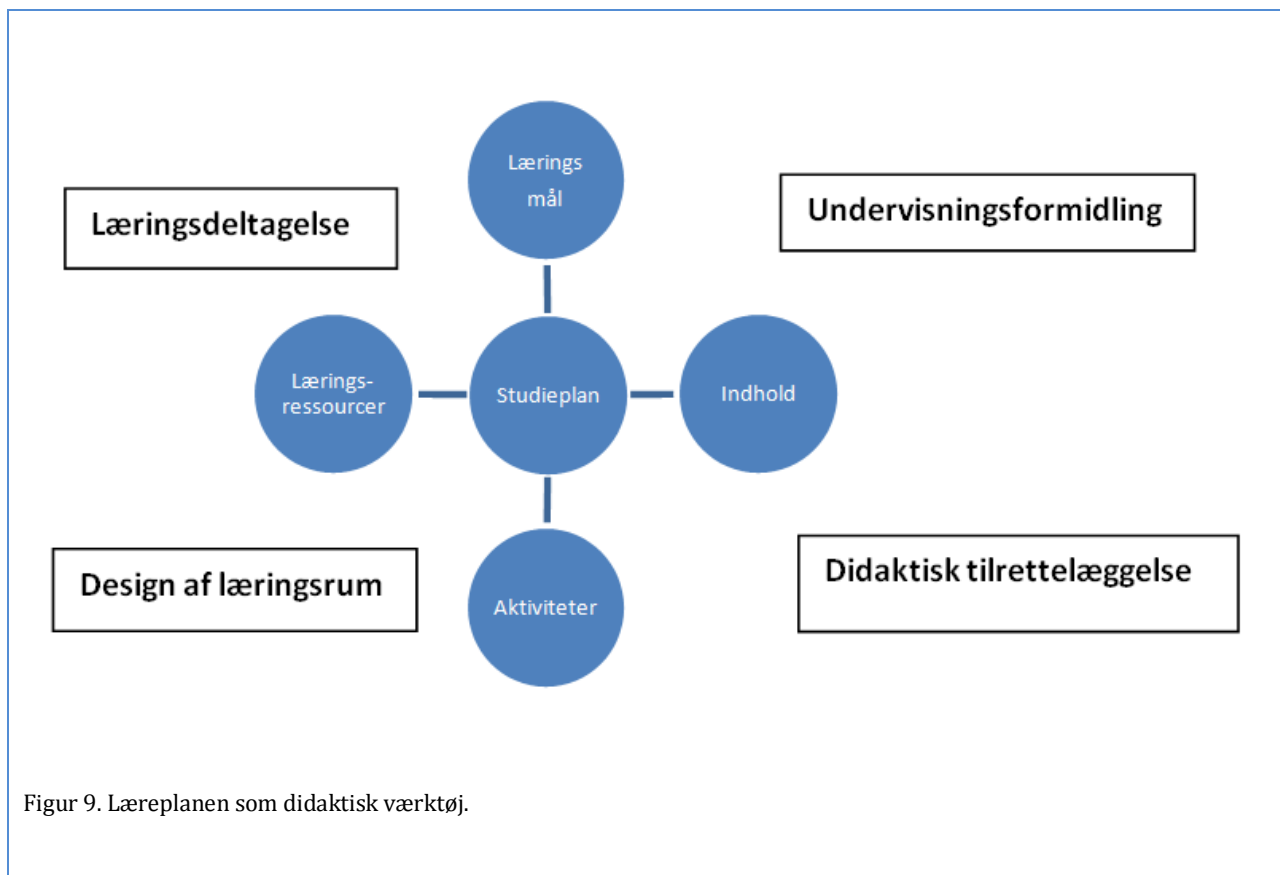 Lærings
mål
Læringsdeltagelse
Undervisningsformidling
Lærings-
ressourcer
Studieplan
Indhold
Design af læringsrum
Didaktisk tilrettelæggelse
Aktiviteter
Figur 9. Læreplanen som didaktisk værktøj.